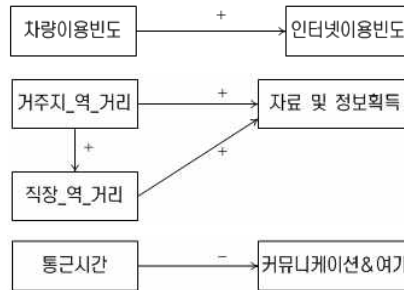 차량이용빈도
+
인터넷이용빈도
거주지_역_거리
+
자료 및 정보획득
+
+
직장_역_거리
통근시간
−
커뮤니케이션&여가